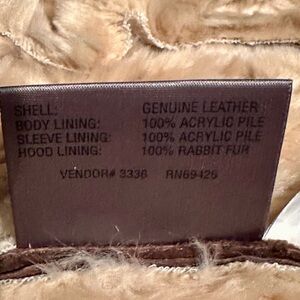 SHELL: GENUINE LEATHER
BODY LINING: 100% ACRYLIC PILE
SLEEVE LINING: 100% ACRYLIC PILE
HOOD LINING: 100% RABBIT FUR
VENDOR# 3336 RN69426